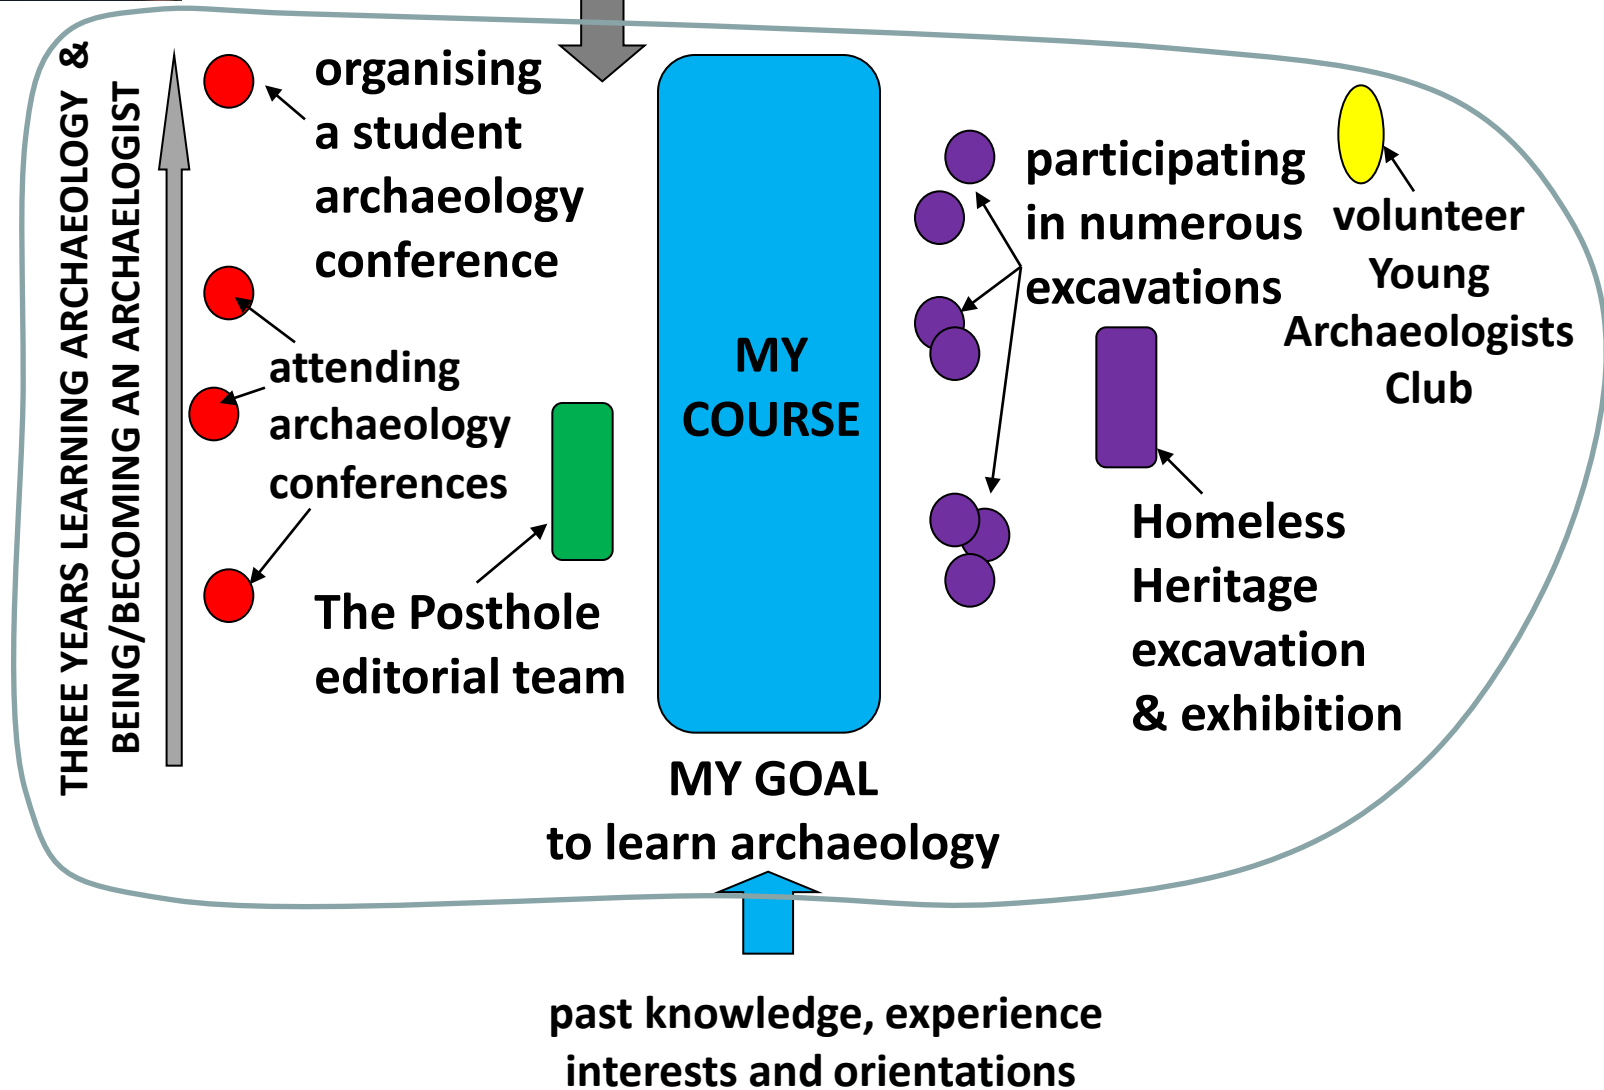 THREE YEARS LEARNING ARCHAEOLOGY &
BEING/BECOMING AN ARCHAELOGIST
organising
a student
archaeology
conference
attending
archaeology
conferences
The Posthole
editorial team
MY
COURSE
participating
in numerous
excavations
volunteer
Young
Archaeologists
Club
Homeless
Heritage
excavation
& exhibition
MY GOAL
to learn archaeology
past knowledge, experience
interests and orientations